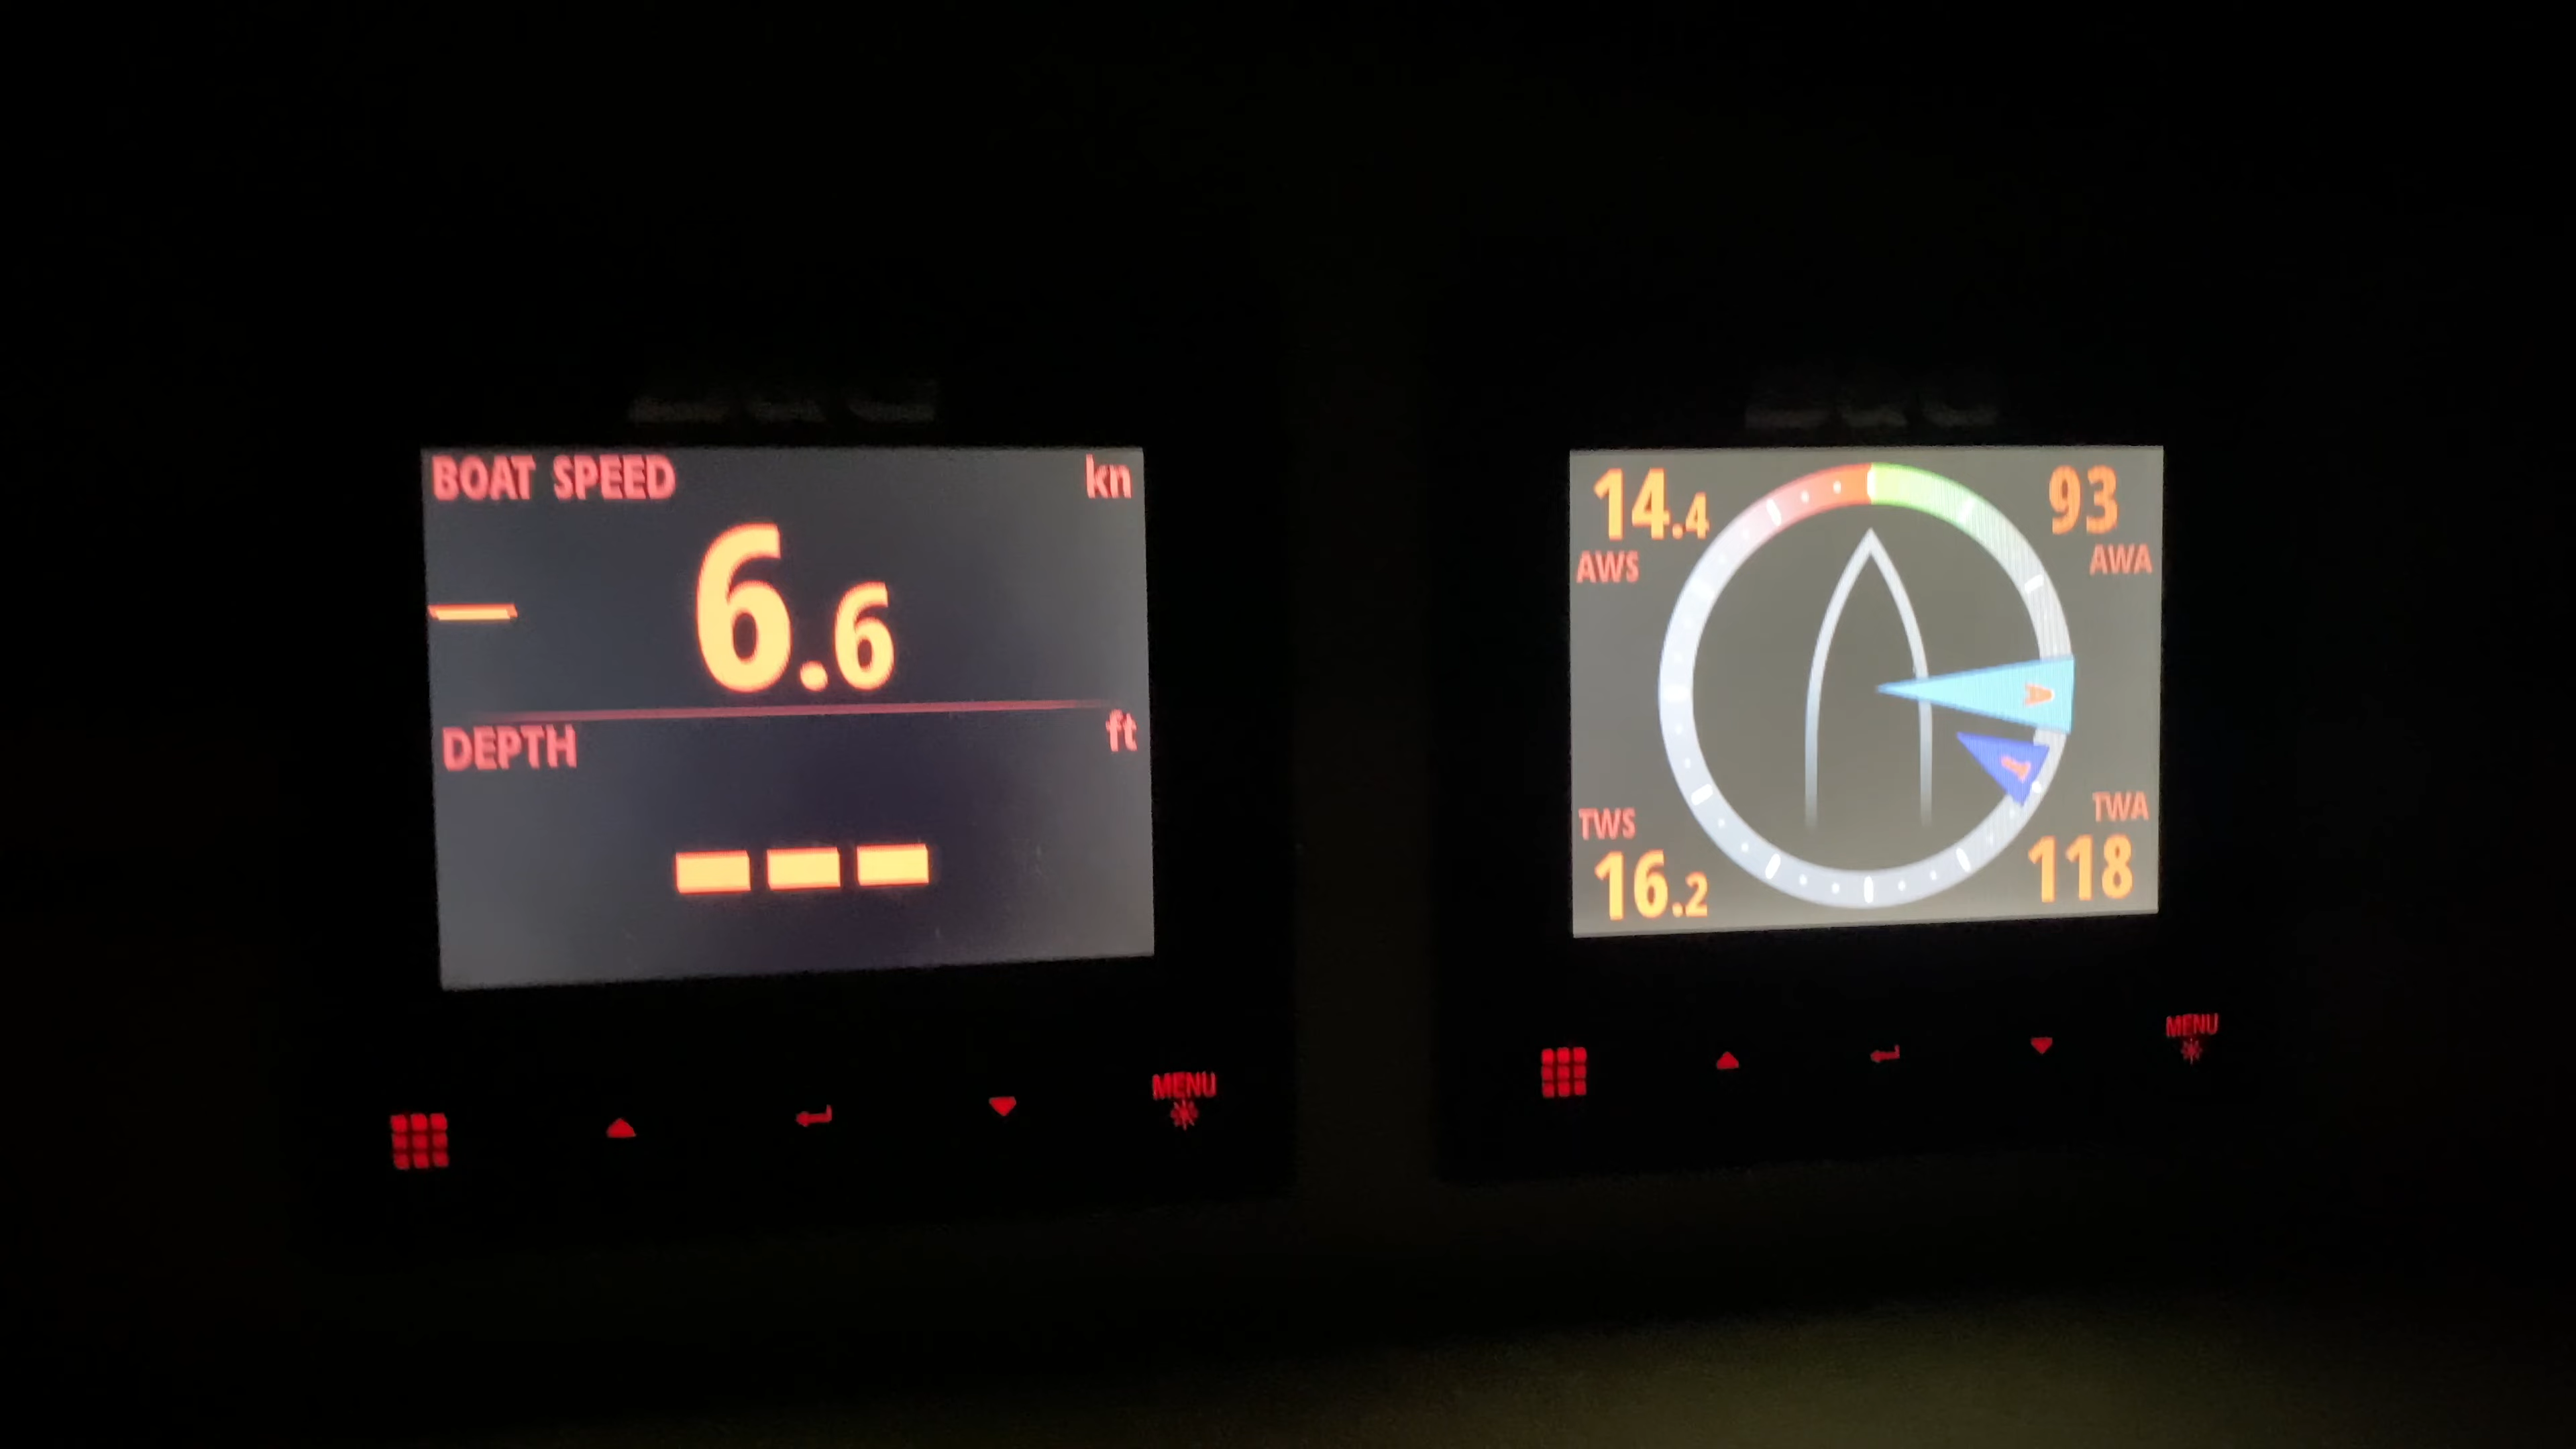 BOAT SPEED kn
6.6
DEPTH ft
---
MENU
14.4 93
AWS AWA
A
T
TWS TWA
16.2 118
MENU